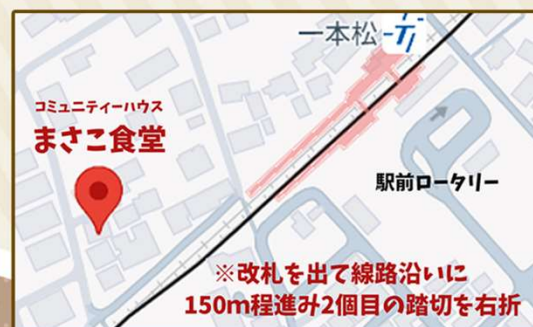 一本松
コミュニティーハウス
まさこ食堂
駅前ロータリー
※改札を出て線路沿いに
150m程進み2個目の踏切を右折